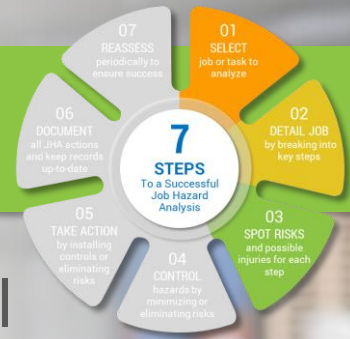 7
STEPS
To a Successful
Job Hazard
Analysis
01
SELECT
job or task to
analyze
02
DETAIL JOB
by breaking into
key steps
03
SPOT RISKS
and possible
injuries for each
step
04
CONTROL
hazards by
minimizing or
eliminating risks
05
TAKE ACTION
by installing
controls or
eliminating
risks
06
DOCUMENT
all JHA actions
and keep records
up-to-date
07
REASSESS
periodically to
ensure success